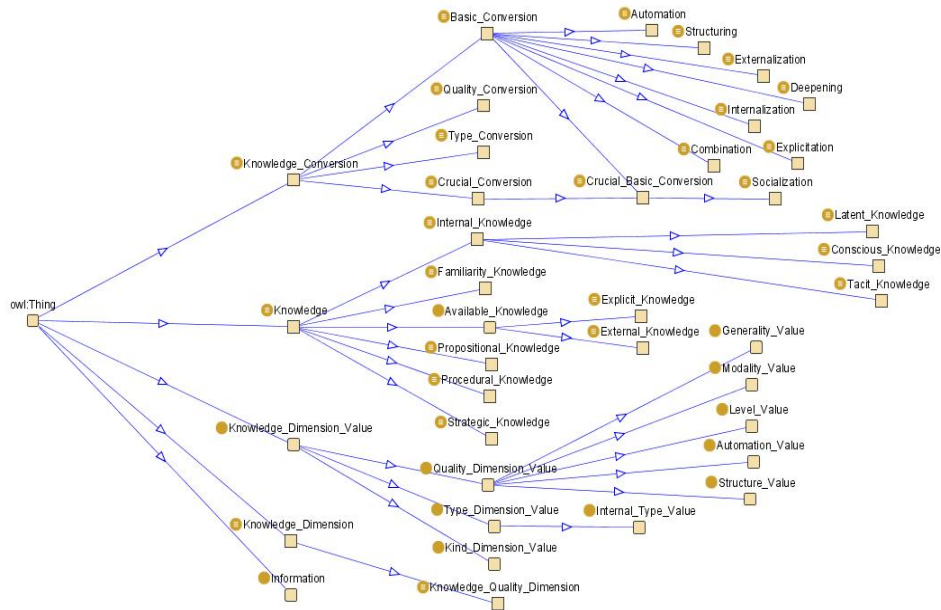 Basic_Conversion
Automation
Structuring
Externalization
Deepening
Internalization
Explicitation
Combination
Quality_Conversion
Type_Conversion
Knowledge_Conversion
Crucial_Conversion
Crucial_Basic_Conversion
Socialization
Internal_Knowledge
Latent_Knowledge
Conscious_Knowledge
Tacit_Knowledge
Familiarity_Knowledge
owl:Thing
Knowledge
Available_Knowledge
Explicit_Knowledge
External_Knowledge
Propositional_Knowledge
Procedural_Knowledge
Strategic_Knowledge
Generality_Value
Modality_Value
Level_Value
Automation_Value
Structure_Value
Knowledge_Dimension_Value
Quality_Dimension_Value
Type_Dimension_Value
Internal_Type_Value
Kind_Dimension_Value
Knowledge_Dimension
Information
Knowledge_Quality_Dimension